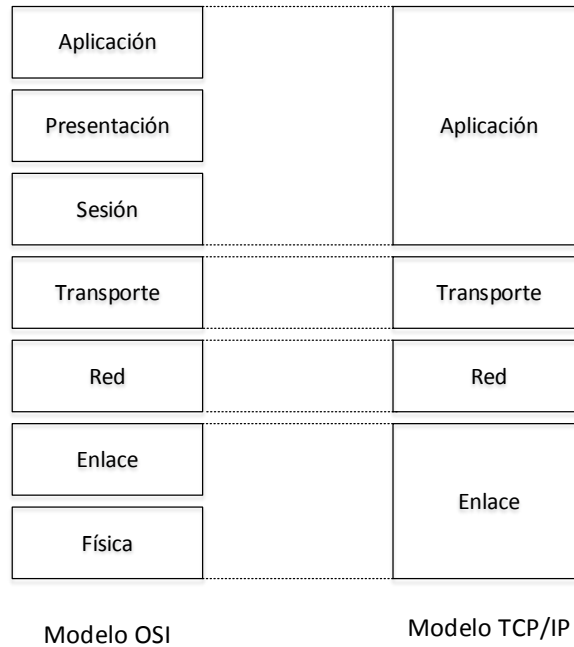 Aplicación
Presentación
Sesión
Transporte
Red
Enlace
Física
Modelo OSI
Aplicación
Transporte
Red
Enlace
Modelo TCP/IP